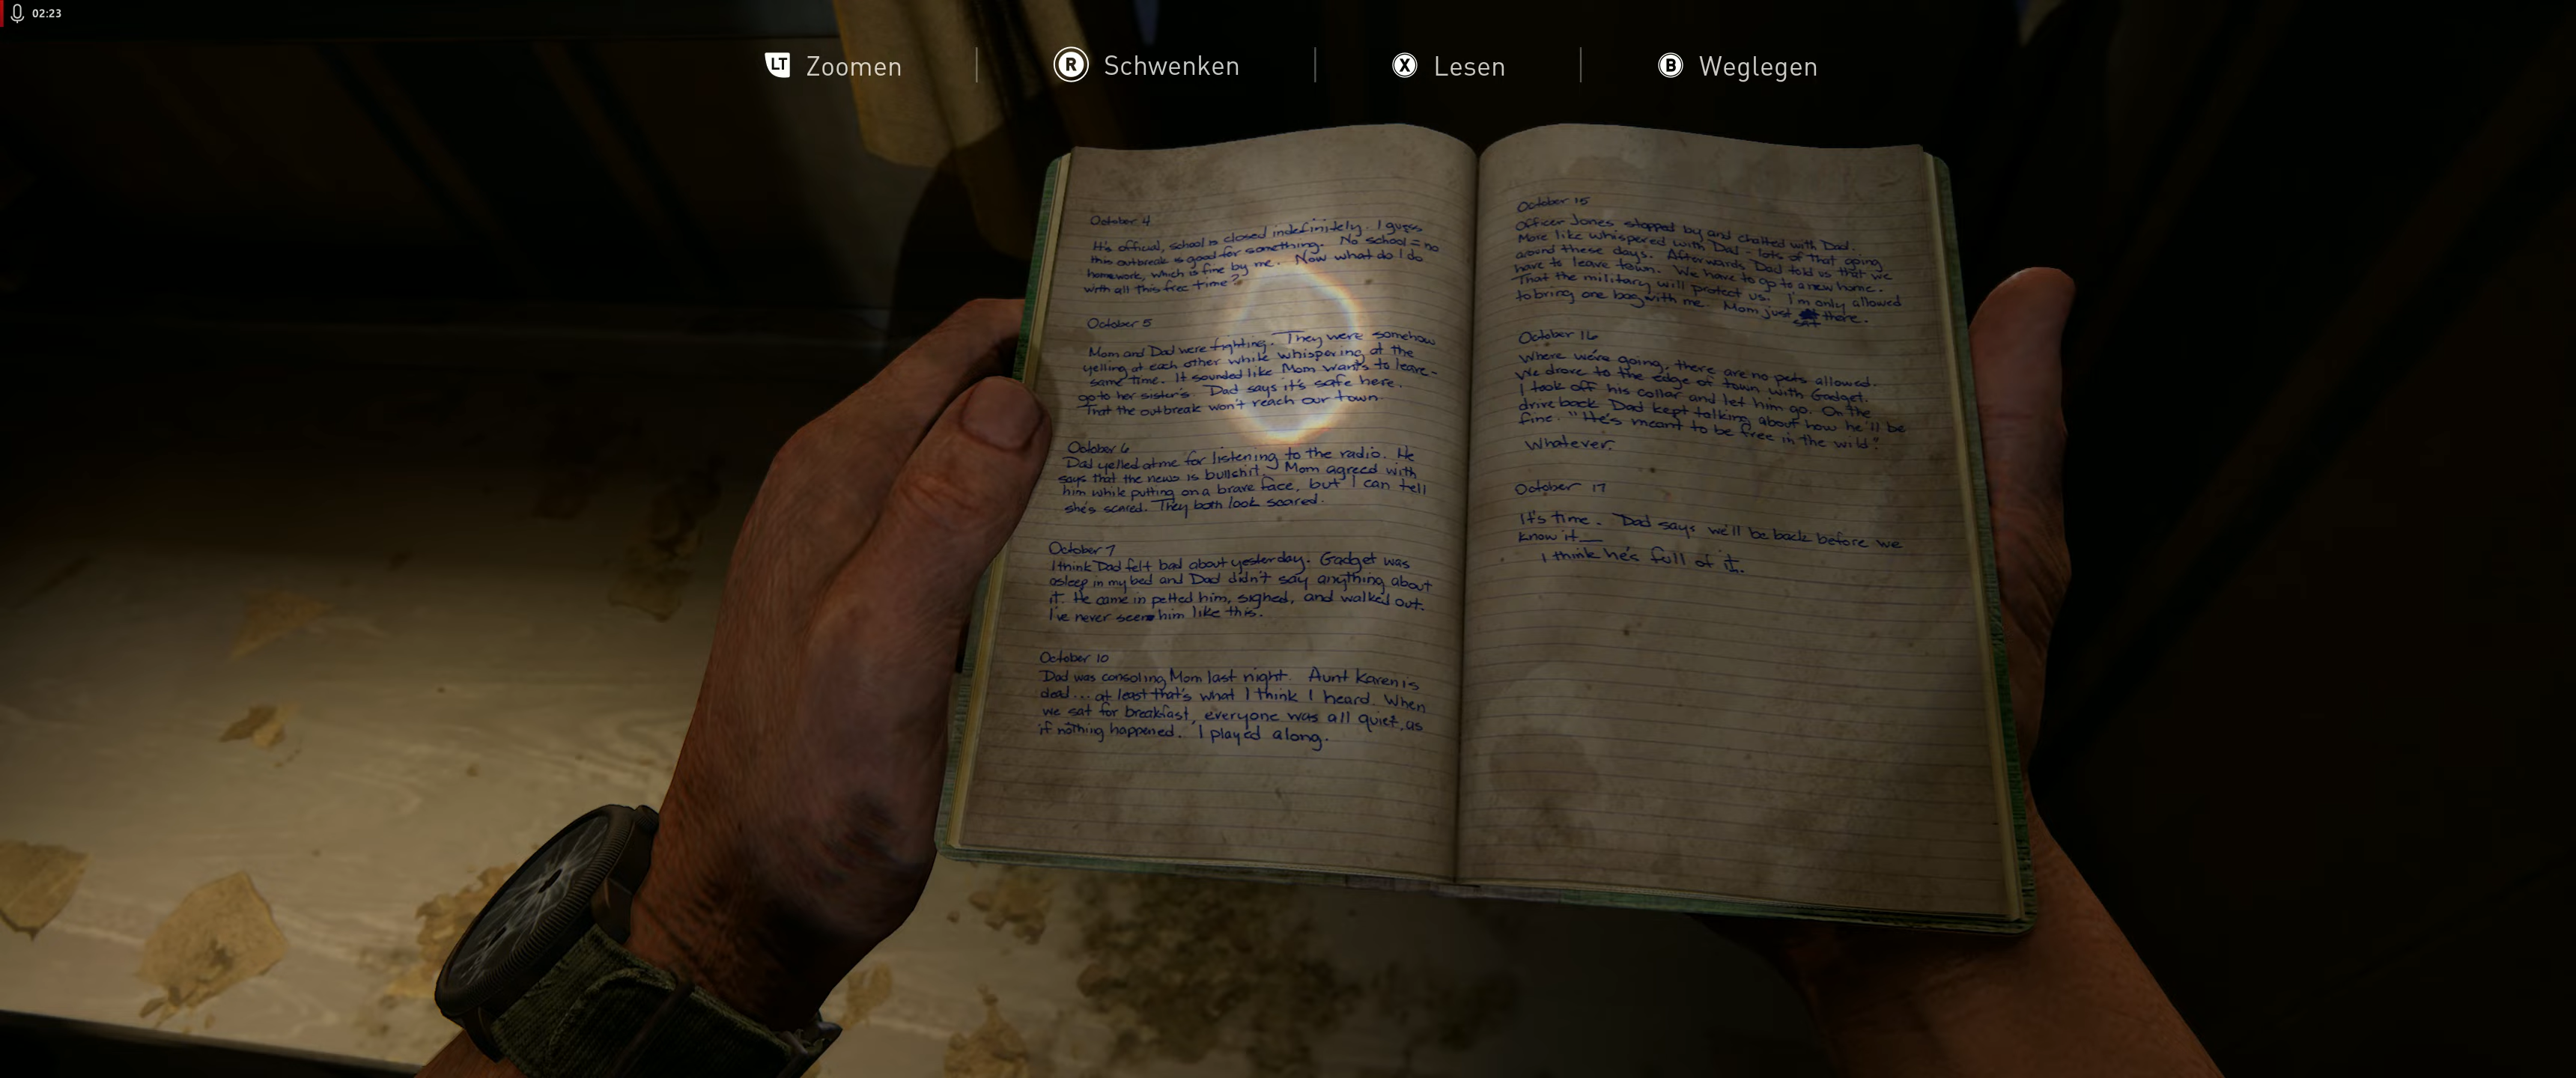 02:23
LT Zoomen
R Schwenken
X Lesen
B Weglegen
October 4
It's official, school is closed indefinitely. I guess
this outbreak is good for something. No school = no
homework, which is fine by me. Now what do I do
with all this free time?
October 5
Mom and Dad were fighting. They were somehow
yelling at each other while whispering at the
same time. It sounded like Mom wants to leave -
go to her sister's. Dad says it's safe here.
That the outbreak won't reach our town.
October 6
Dad yelled at me for listening to the radio. He
says that the news is bullshit. Mom agreed with
him while putting on a brave face, but I can tell
she's scared. They both look scared.
October 7
I think Dad felt bad about yesterday. Gadget was
asleep in my bed and Dad didn't say anything about
it. He came in petted him, sighed, and walked out.
I've never seen him like this.
October 10
Dad was consoling Mom last night. Aunt Karen is
dead... at least that's what I think I heard. When
we sat for breakfast, everyone was all quiet, as
if nothing happened. I played along.
October 15
Officer Jones stopped by and chatted with Dad.
More like whispered with Dad - lots of that going
around these days. Afterwards Dad told us that we
have to leave town. We have to go to a new home.
That the military will protect us. I'm only allowed
to bring one bag with me. Mom just sat there.
October 16
Where we're going, there are no pets allowed.
We drove to the edge of town with Gadget.
I took off his collar and let him go. On the
drive back Dad kept talking about how he'll be
fine. "He's meant to be free in the wild."
Whatever.
October 17
It's time. Dad says we'll be back before we
know it_
I think he's full of it.